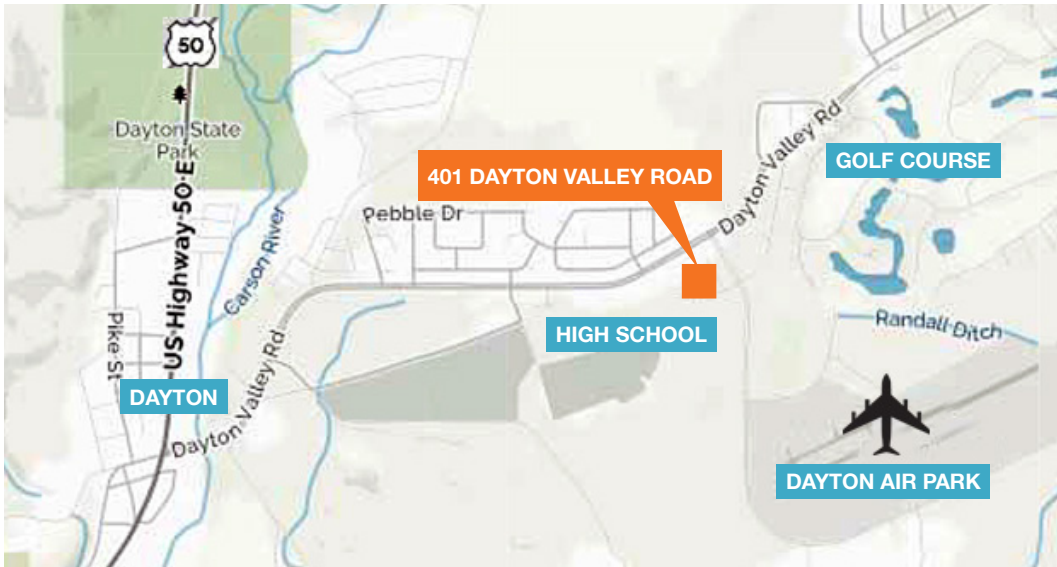 50
Dayton State
Park
US Highway 50 E
Carson River
Pike St
DAYTON
Dayton Valley Rd
Pebble Dr
401 DAYTON VALLEY ROAD
Dayton Valley Rd
GOLF COURSE
HIGH SCHOOL
Randall Ditch
DAYTON AIR PARK